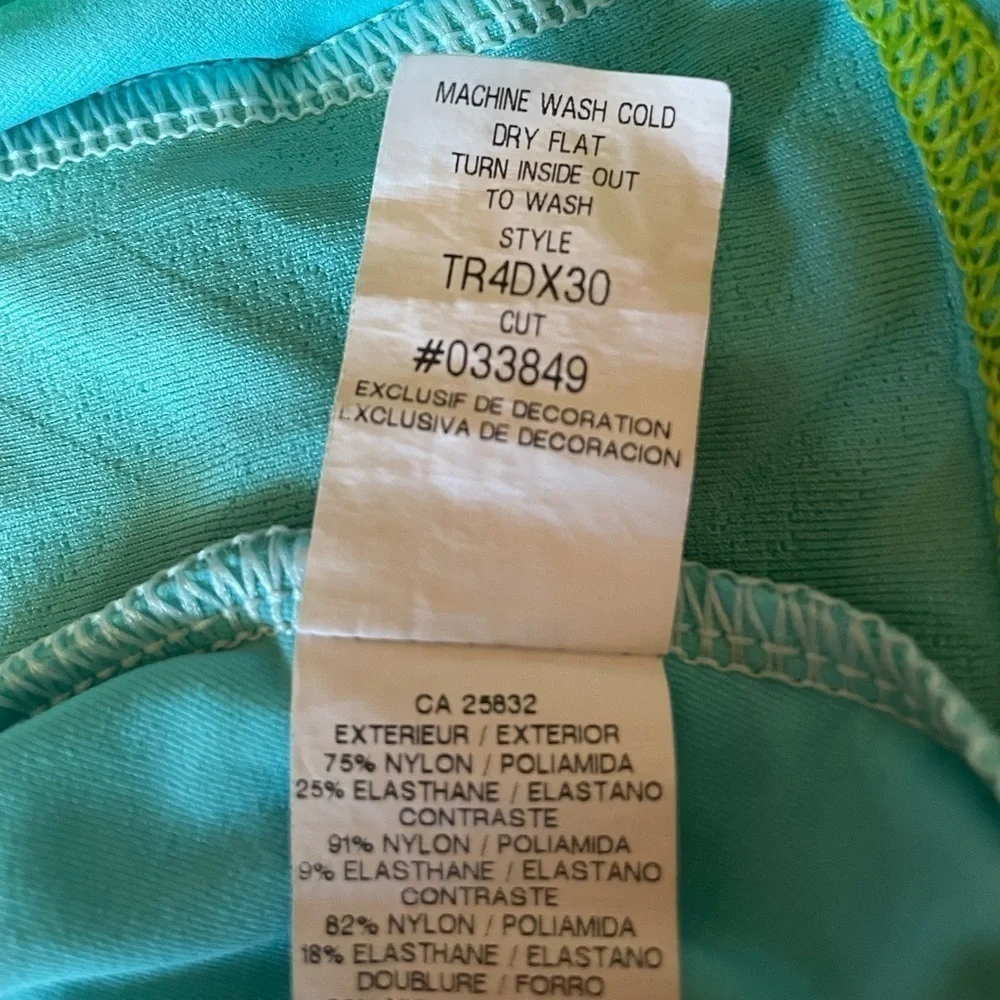 MACHINE WASH COLD
DRY FLAT
TURN INSIDE OUT
TO WASH
STYLE
TR4DX30
CUT
#033849
EXCLUSIF DE DECORATION
EXCLUSIVA DE DECORACION
CA 25832
EXTERIEUR / EXTERIOR
75% NYLON / POLIAMIDA
25% ELASTHANE / ELASTANO
CONTRASTE
91% NYLON / POLIAMIDA
9% ELASTHANE / ELASTANO
CONTRASTE
82% NYLON / POLIAMIDA
18% ELASTHANE / ELASTANO
DOUBLURE / FORRO